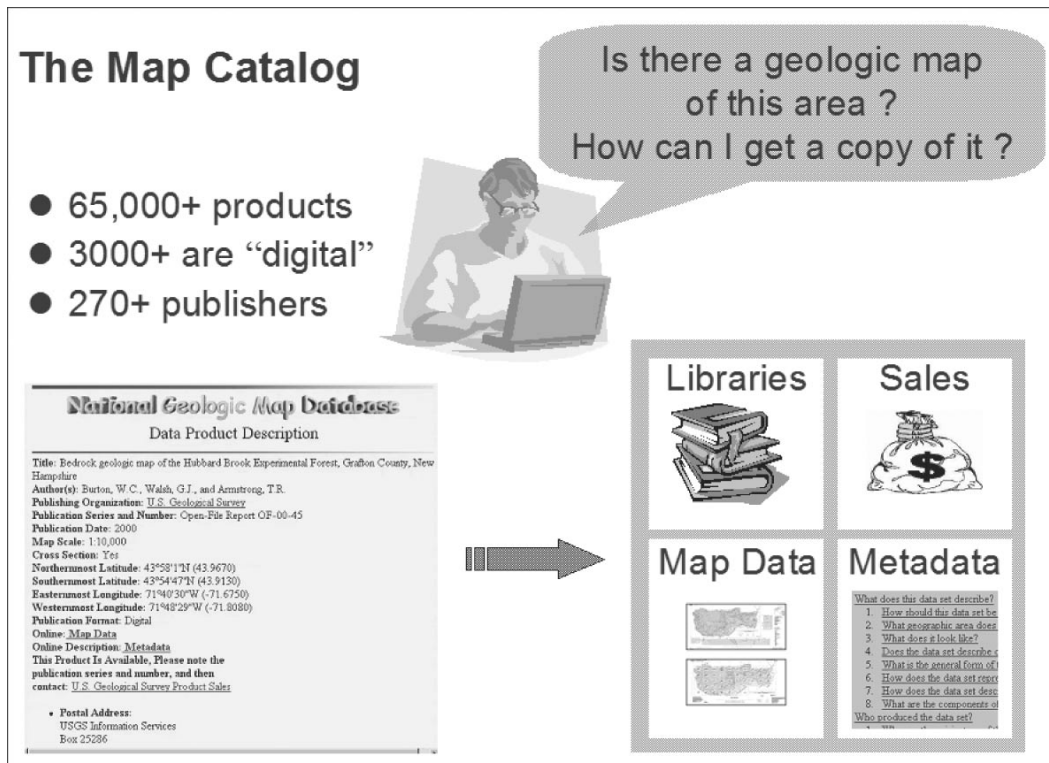 The Map Catalog
Is there a geologic map
of this area ?
How can I get a copy of it ?
● 65,000+ products
● 3000+ are “digital”
● 270+ publishers
National Geologic Map Database
Data Product Description
Title: Bedrock geologic map of the Hubbard Brook Experimental Forest, Grafton County, New
Hampshire
Author(s): Burton, W.C., Walsh, G.J., and Armstrong, T.R.
Publishing Organization: U.S. Geological Survey
Publication Series and Number: Open-File Report OF-00-45
Publication Date: 2000
Map Scale: 1:10,000
Cross Section: Yes
Northernmost Latitude: 43°58'1"N (43.9670)
Southernmost Latitude: 43°54'47"N (43.9130)
Easternmost Longitude: 71°40'30"W (-71.6750)
Westernmost Longitude: 71°48'29"W (-71.8080)
Publication Format: Digital
Online: Map Data
Online Description: Metadata
This Product Is Available, Please note the
publication series and number, and then
contact: U.S. Geological Survey Product Sales
• Postal Address:
USGS Information Services
Box 25286
Libraries
Sales
$
Map Data
Metadata
What does this data set describe?
1. How should this data set be
2. What geographic area does
3. What does it look like?
4. Does the data set describe
5. What is the general form of
6. How does the data set repre
7. How does the data set desc
8. What are the components of
Who produced the data set?